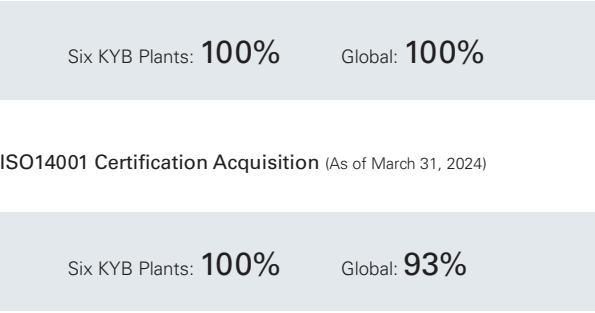 Six KYB Plants: 100% Global: 100%
ISO14001 Certification Acquisition (As of March 31, 2024)
Six KYB Plants: 100% Global: 93%